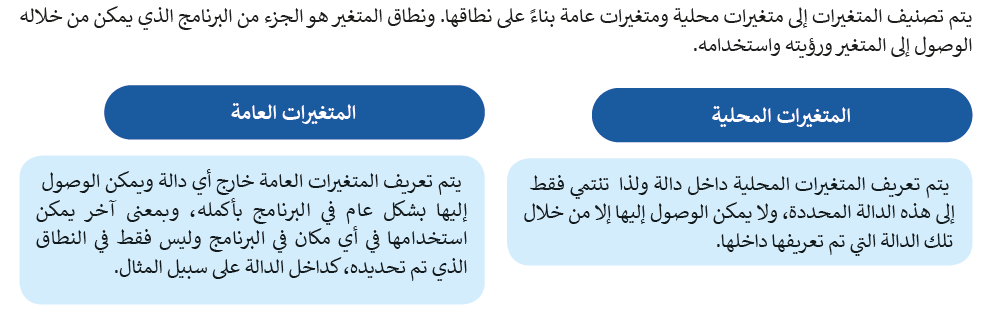 يتم تصنيف المتغيرات إلى متغيرات محلية ومتغيرات عامة بناءً على نطاقها. ونطاق المتغير هو الجزء من البرنامج الذي يمكن من خلاله
الوصول إلى المتغير ورؤيته واستخدامه.
المتغيرات المحلية
يتم تعريف المتغيرات المحلية داخل دالة ولذا تنتمي فقط
إلى هذه الدالة المحددة، ولا يمكن الوصول إليها إلا من خلال
تلك الدالة التي تم تعريفها داخلها.
المتغيرات العامة
يتم تعريف المتغيرات العامة خارج أي دالة ويمكن الوصول
إليها بشكل عام في البرنامج بأكمله، وبمعنى آخر يمكن
استخدامها في أي مكان في البرنامج وليس فقط في النطاق
الذي تم تحديده، كداخل الدالة على سبيل المثال.